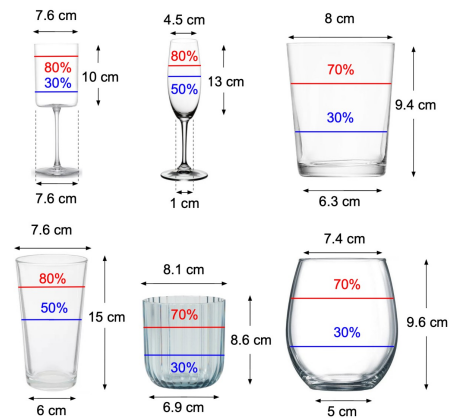 7.6 cm
80%
30%
10 cm
7.6 cm
4.5 cm
80%
50%
13 cm
1 cm
8 cm
70%
30%
9.4 cm
6.3 cm
7.6 cm
80%
50%
15 cm
6 cm
8.1 cm
70%
30%
8.6 cm
6.9 cm
7.4 cm
70%
30%
9.6 cm
5 cm